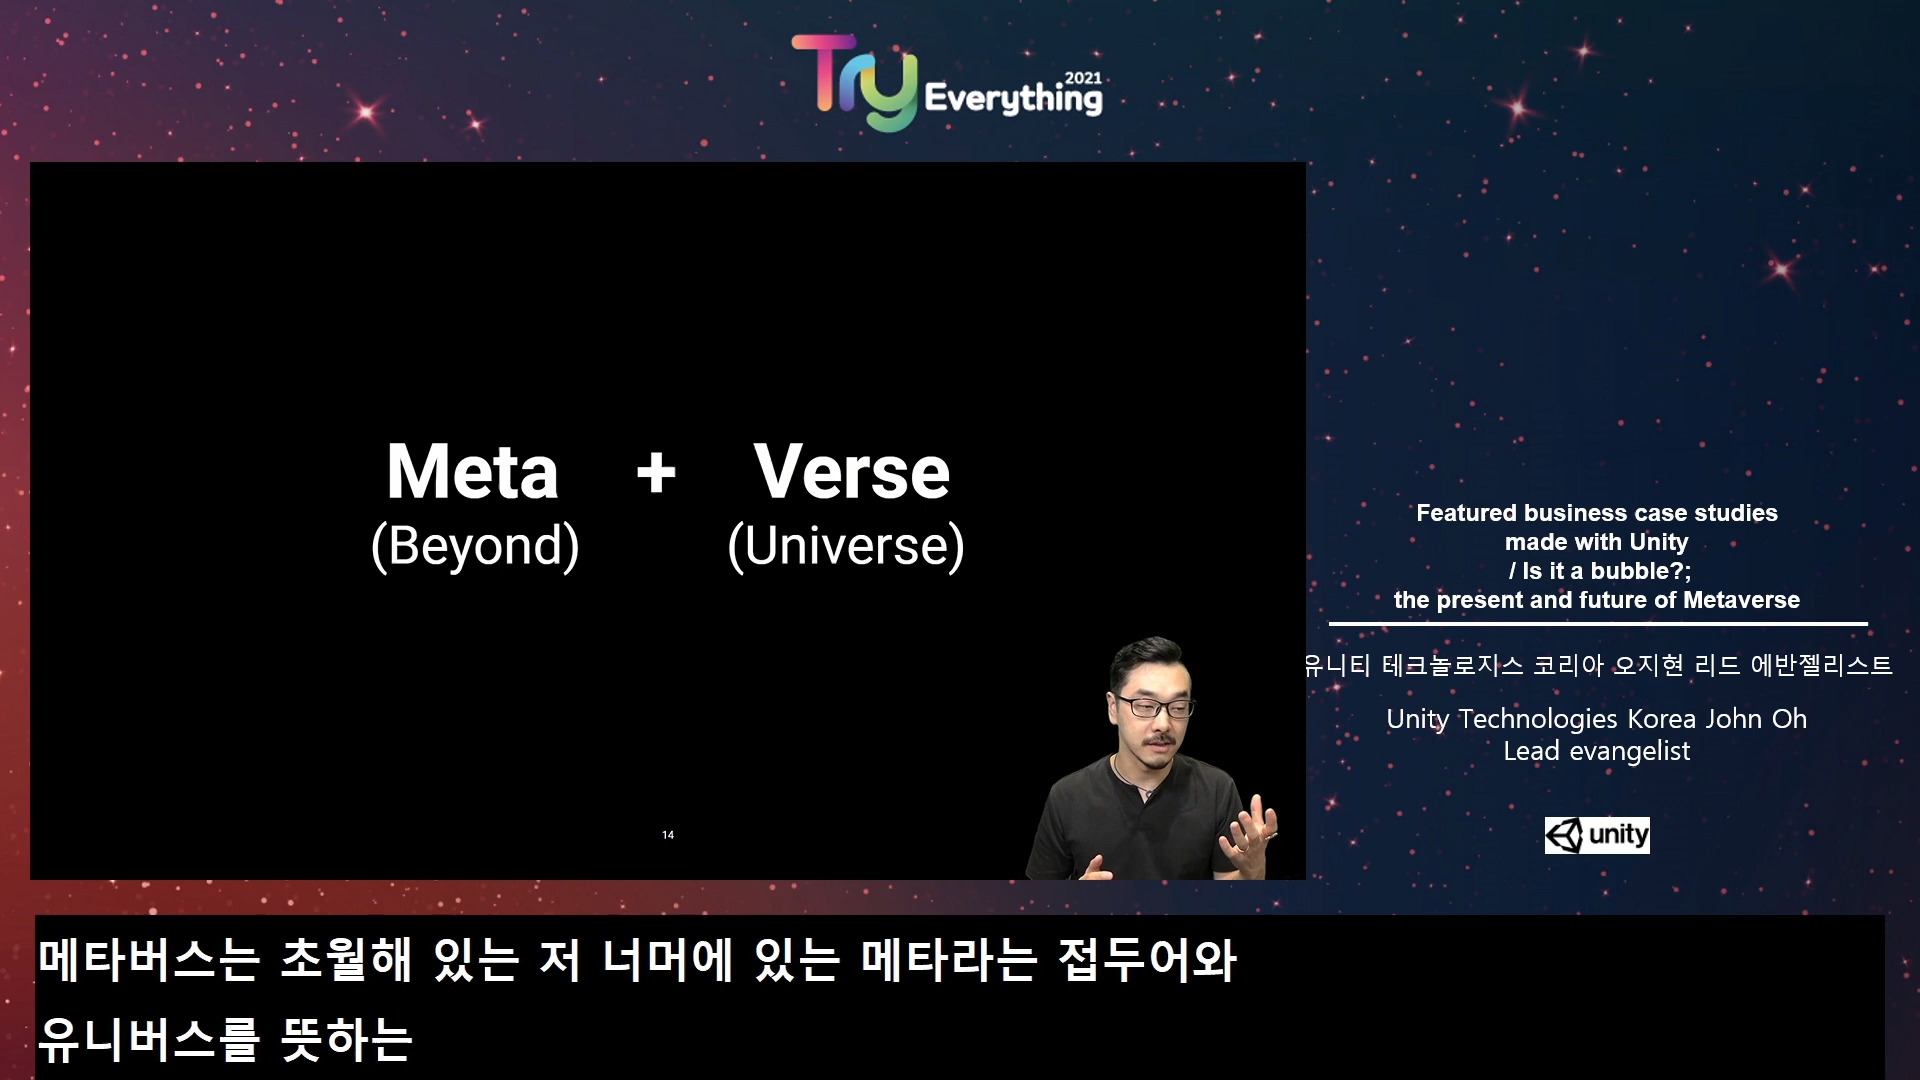 Try 2021 Everything
Meta + Verse
(Beyond) (Universe)
14
Featured business case studies
made with Unity
/ Is it a bubble?;
the present and future of Metaverse
유니티 테크놀로지스 코리아 오지현 리드 에반젤리스트
Unity Technologies Korea John Oh
Lead evangelist
unity
메타버스는 초월해 있는 저 너머에 있는 메타라는 접두어와
유니버스를 뜻하는